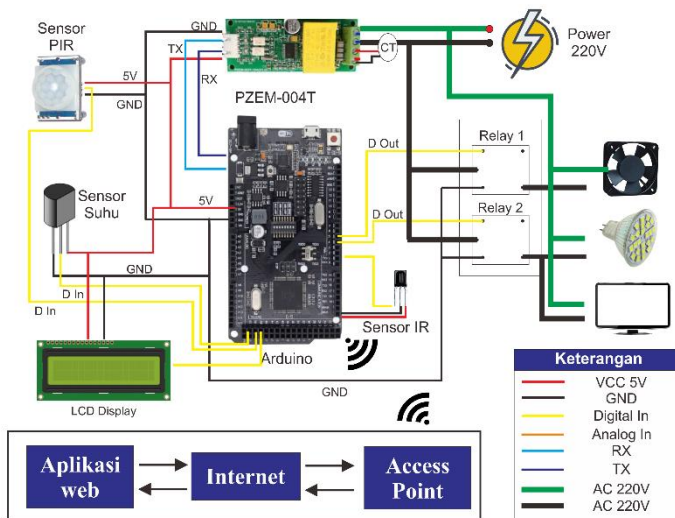 Sensor
PIR
GND
TX
RX
5V
GND
CT
Power
220V
PZEM-004T
D Out
Relay 1
Sensor
Suhu
5V
D Out
Relay 2
GND
D In
D In
Sensor IR
Arduino
GND
LCD Display
Keterangan
VCC 5V
GND
Digital In
Analog In
RX
TX
AC 220V
AC 220V
Aplikasi
web
Internet
Access
Point